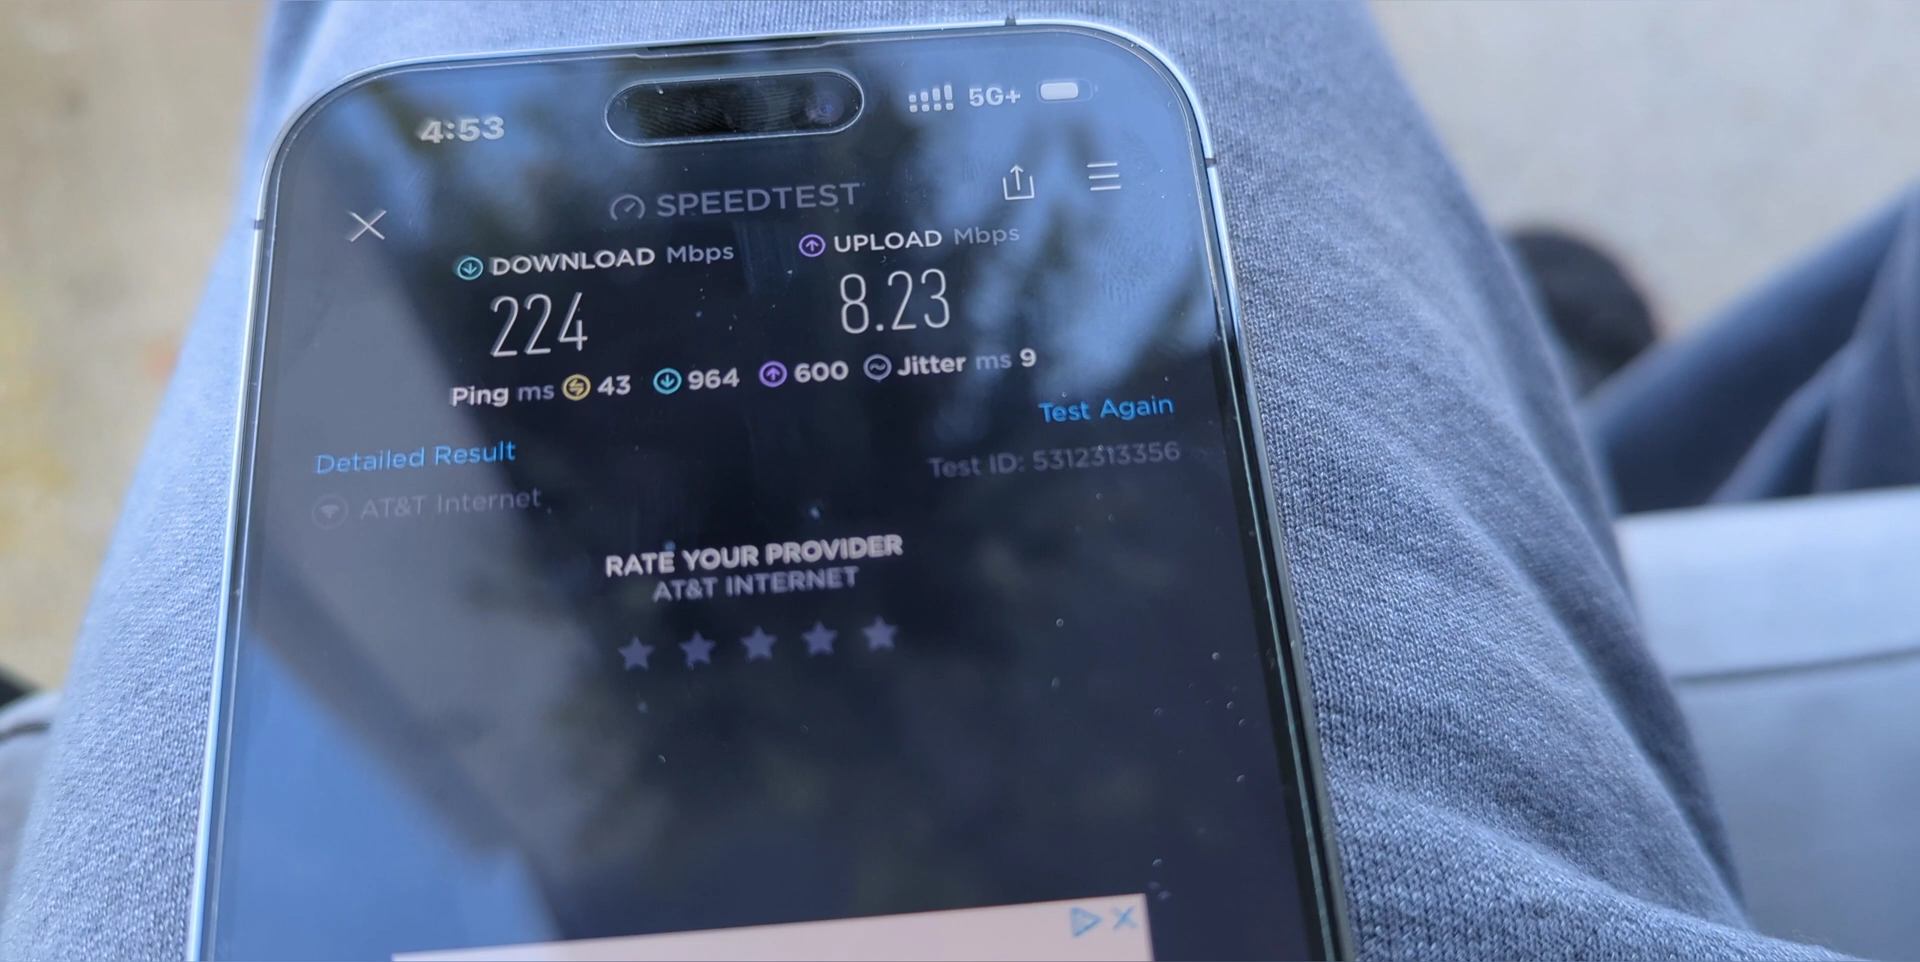 4:53 5G+
SPEEDTEST
DOWNLOAD Mbps UPLOAD Mbps
224 8.23
Ping ms 43 964 600 Jitter ms 9
Test Again
Detailed Result
Test ID: 5312313356
AT&T Internet
RATE YOUR PROVIDER
AT&T INTERNET